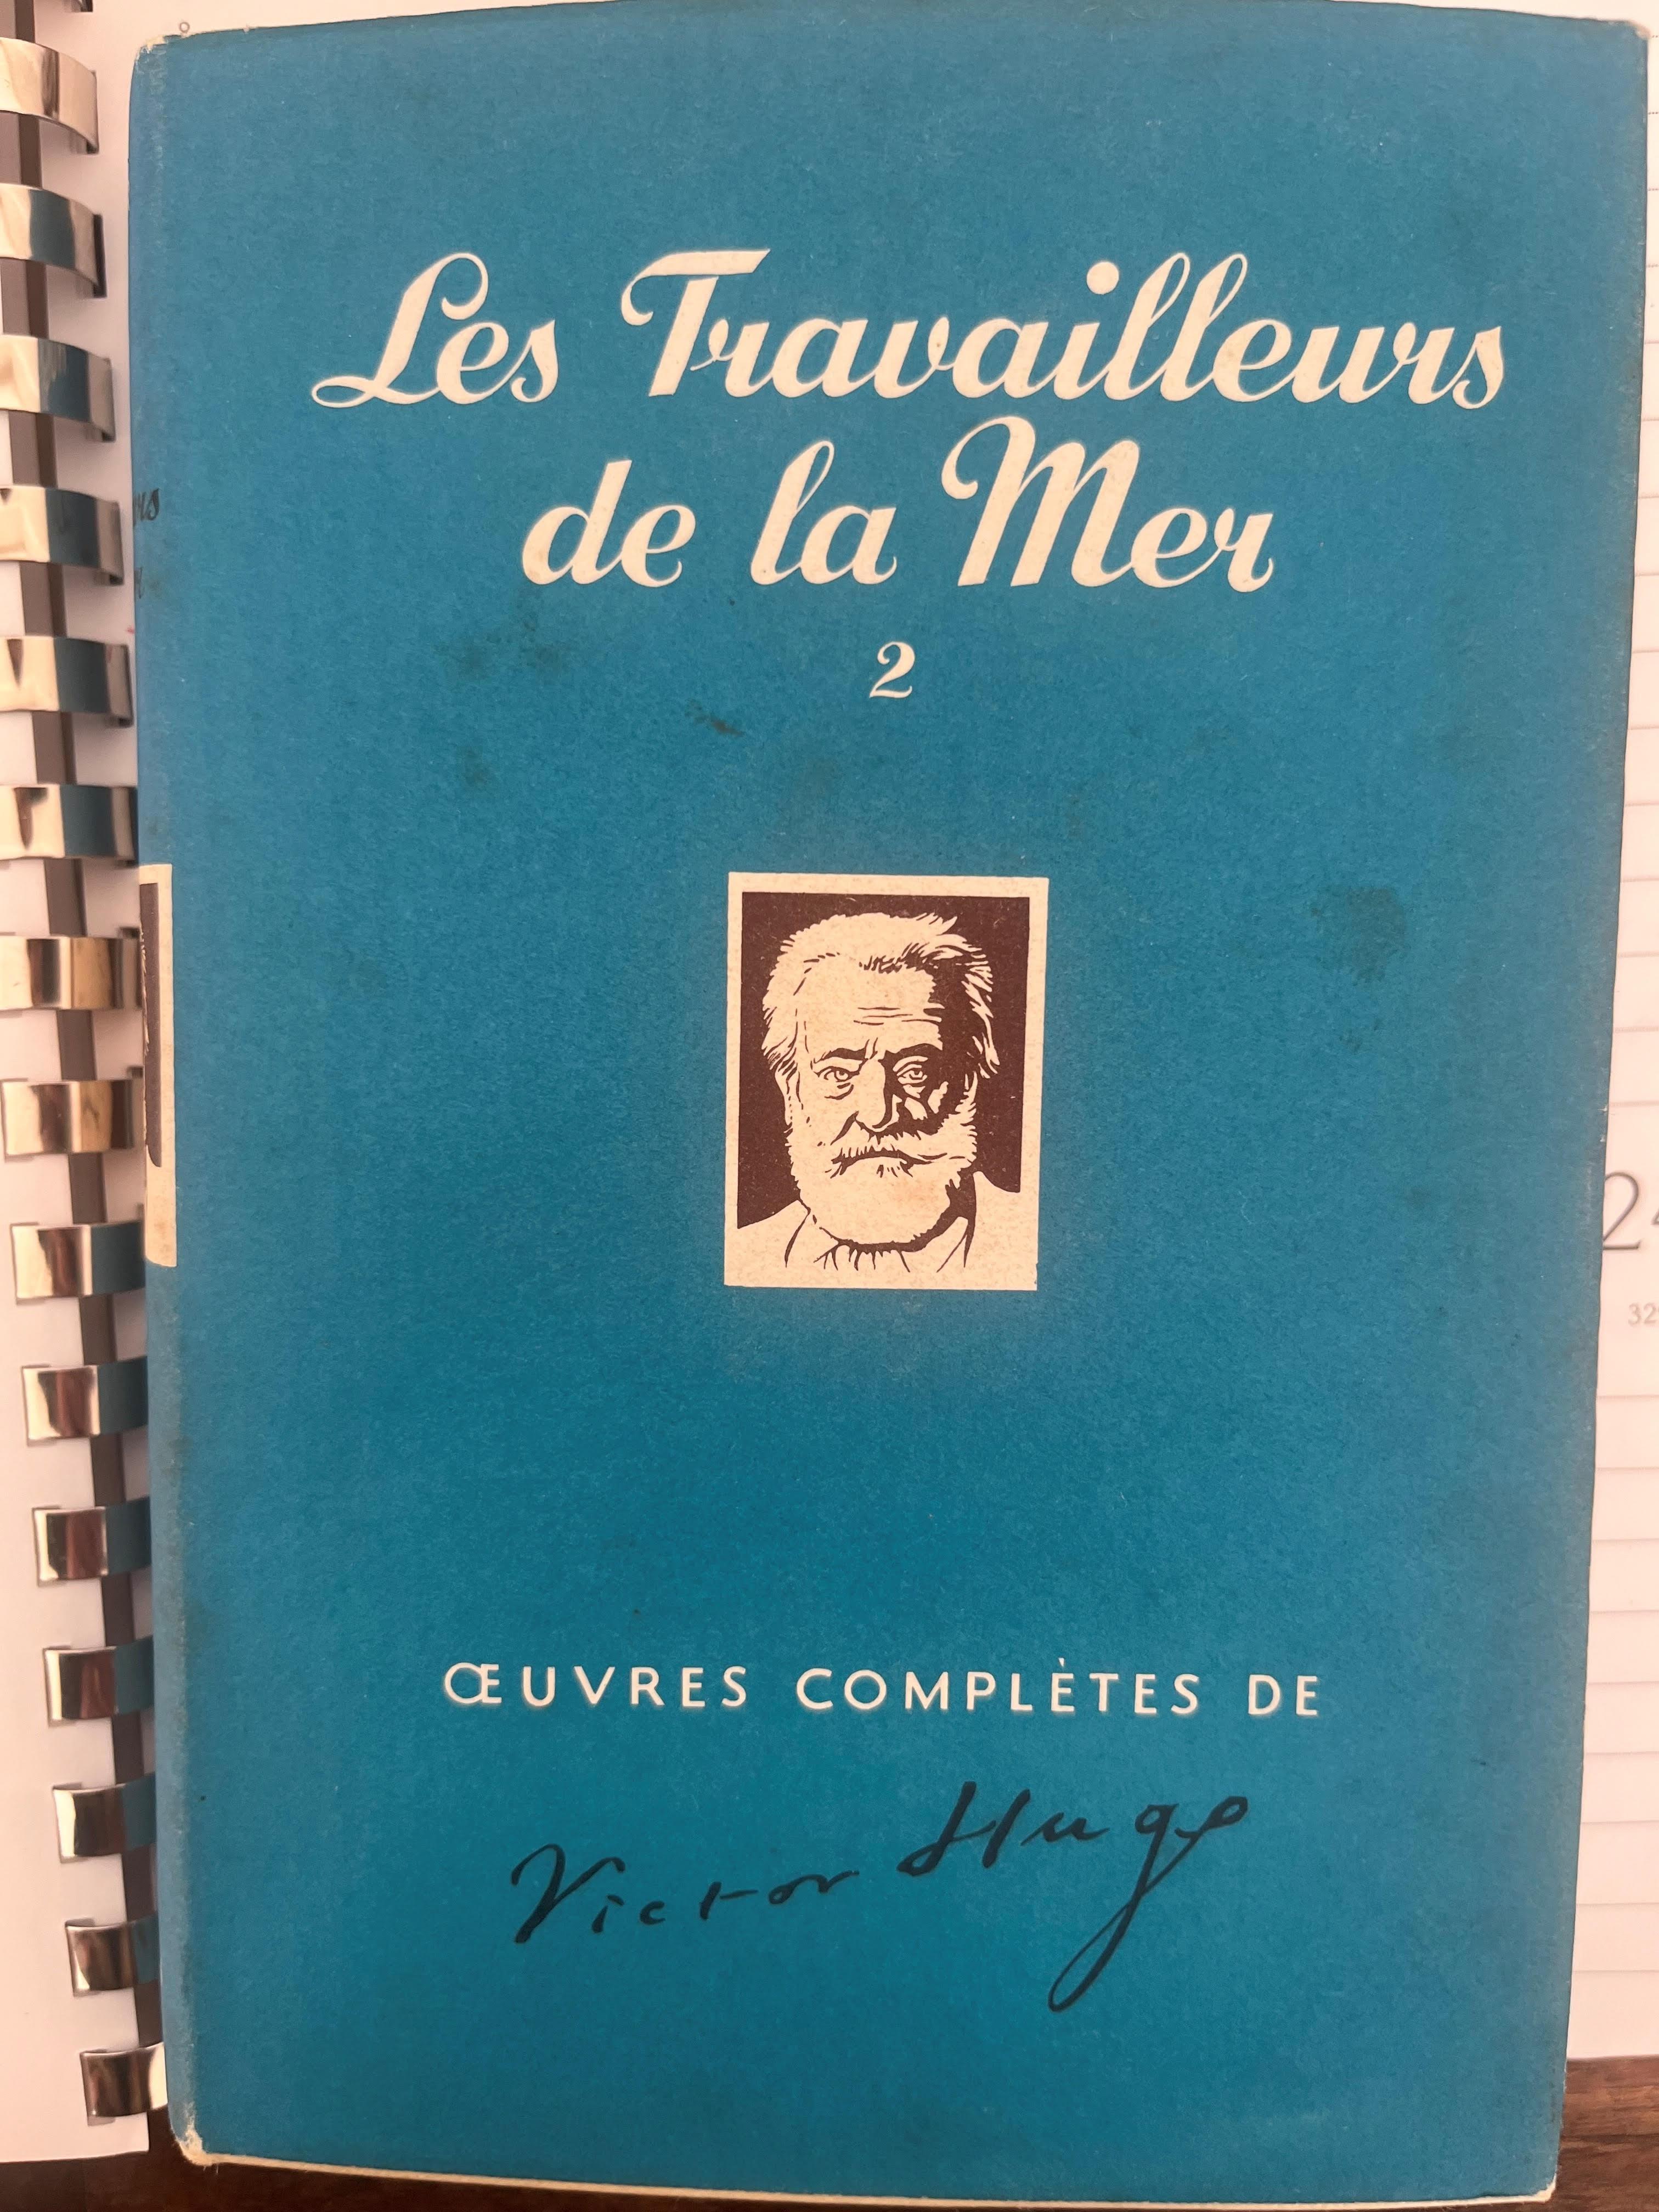 Les Travailleurs
de la Mer
2
ŒUVRES COMPLÈTES DE
Victor Hugo